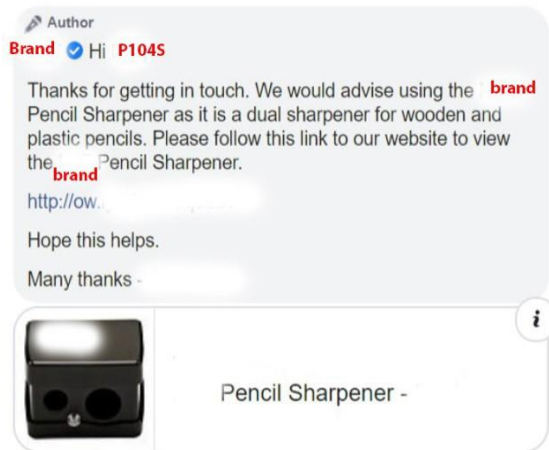 Author
Brand Hi P104S
Thanks for getting in touch. We would advise using the brand
Pencil Sharpener as it is a dual sharpener for wooden and
plastic pencils. Please follow this link to our website to view
the brand Pencil Sharpener.
http://ow.
Hope this helps.
Many thanks -
i
Pencil Sharpener -